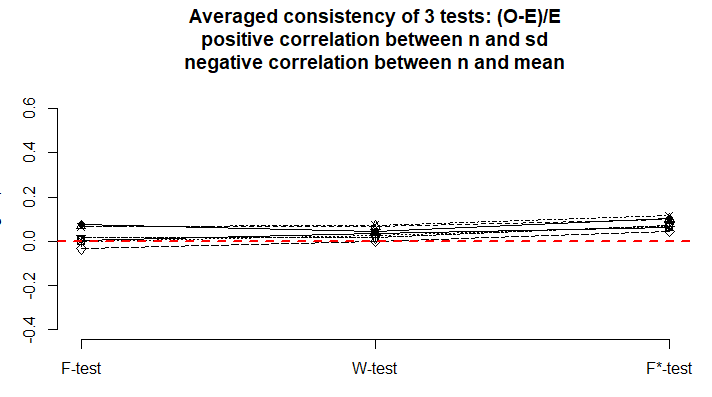 Averaged consistency of 3 tests: (O-E)/E
positive correlation between n and sd
negative correlation between n and mean
0.6
0.4
0.2
0.0
-0.2
-0.4
F-test
W-test
F*-test